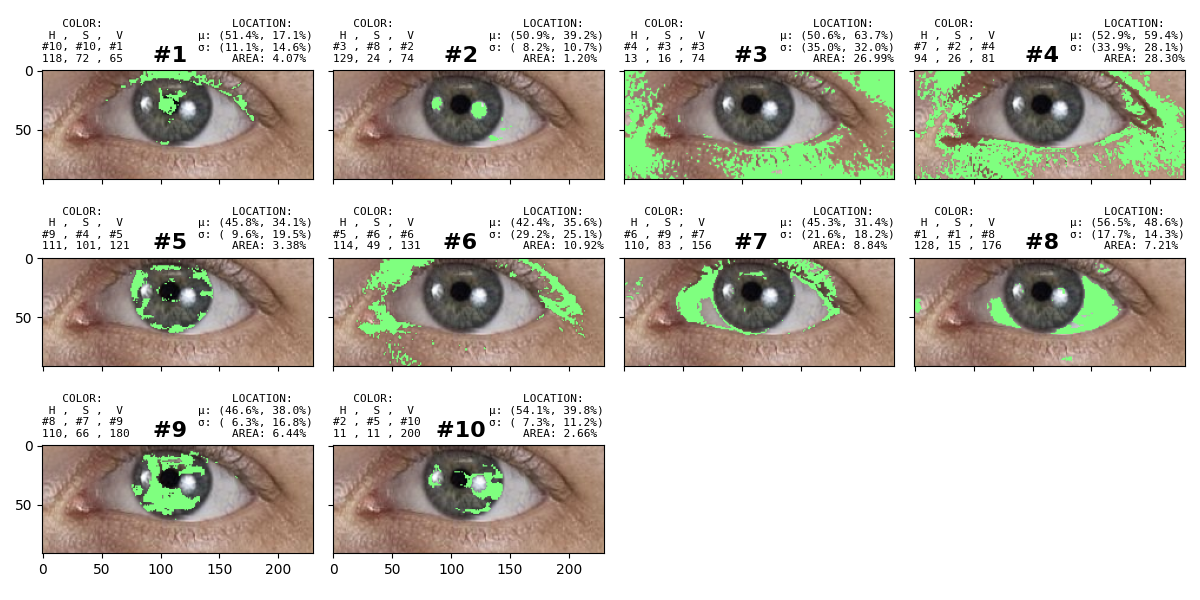 COLOR: LOCATION: COLOR: LOCATION: COLOR: LOCATION: COLOR: LOCATION:
H , S , V μ: (51.4%, 17.1%) H , S , V μ: (50.9%, 39.2%) H , S , V μ: (50.6%, 63.7%) H , S , V μ: (52.9%, 59.4%)
#10, #10, #1 σ: (11.1%, 14.6%) #3 , #8 , #2 σ: ( 8.2%, 10.7%) #4 , #3 , #3 σ: (35.0%, 32.0%) #7 , #2 , #4 σ: (33.9%, 28.1%)
118, 72 , 65 #1 AREA: 4.07% 129, 24 , 74 #2 AREA: 1.20% 13 , 16 , 74 #3 AREA: 26.99% 94 , 26 , 81 #4 AREA: 28.30%
0
50
COLOR: LOCATION: COLOR: LOCATION: COLOR: LOCATION: COLOR: LOCATION:
H , S , V μ: (45.8%, 34.1%) H , S , V μ: (42.4%, 35.6%) H , S , V μ: (45.3%, 31.4%) H , S , V μ: (56.5%, 48.6%)
#9 , #4 , #5 σ: ( 9.6%, 19.5%) #5 , #6 , #6 σ: (29.2%, 25.1%) #6 , #9 , #7 σ: (21.6%, 18.2%) #1 , #1 , #8 σ: (17.7%, 14.3%)
111, 101, 121 #5 AREA: 3.38% 114, 49 , 131 #6 AREA: 10.92% 110, 83 , 156 #7 AREA: 8.84% 128, 15 , 176 #8 AREA: 7.21%
0
50
COLOR: LOCATION: COLOR: LOCATION:
H , S , V μ: (46.6%, 38.0%) H , S , V μ: (54.1%, 39.8%)
#8 , #7 , #9 σ: ( 6.3%, 16.8%) #2 , #5 , #10 σ: ( 7.3%, 11.2%)
110, 66 , 180 #9 AREA: 6.44% 11 , 11 , 200 #10 AREA: 2.66%
0
50
0 50 100 150 200 0 50 100 150 200